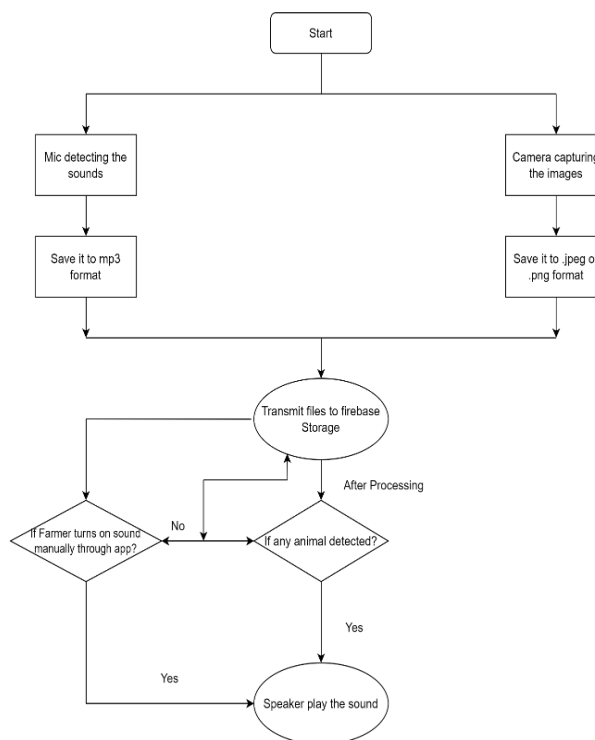 Start
Mic detecting the
sounds
Camera capturing
the images
Save it to mp3
format
Save it to .jpeg o
.png format
Transmit files to firebase
Storage
After Processing
If Farmer turns on sound
manually through app?
No
If any animal detected?
Yes
Yes
Speaker play the sound